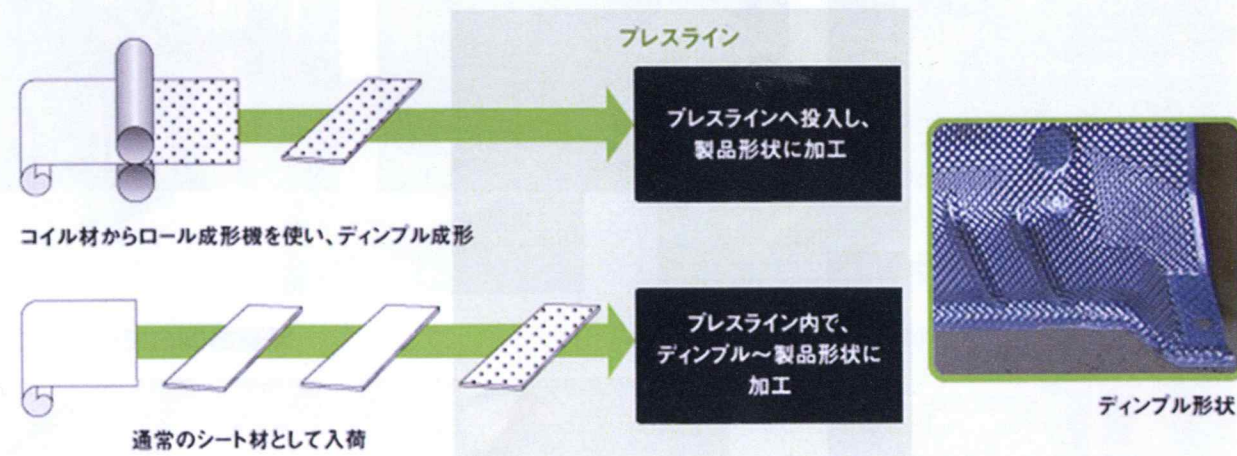 プレスライン
プレスラインへ投入し、
製品形状に加工
コイル材からロール成形機を使い、ディンプル成形
プレスライン内で、
ディンプル〜製品形状に
加工
通常のシート材として入荷
ディンプル形状